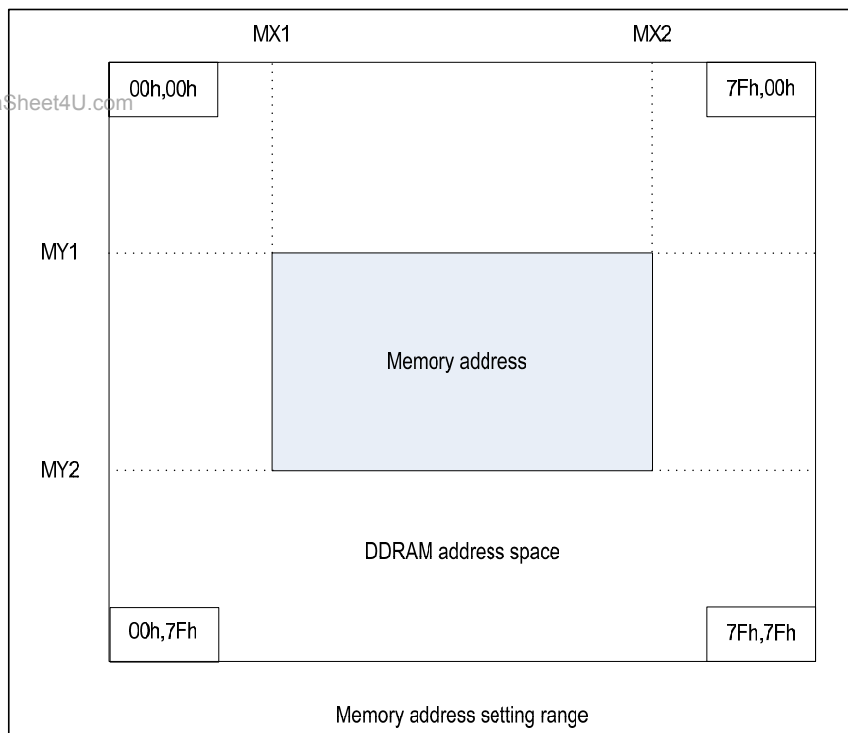 MX1 MX2
nSheet4U.com
00h,00h 7Fh,00h
MY1
Memory address
MY2
DDRAM address space
00h,7Fh 7Fh,7Fh
Memory address setting range